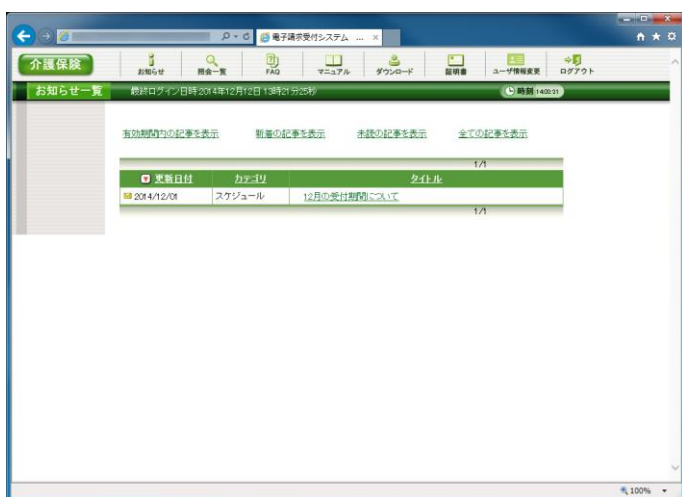 電子請求受付システム ...
介護保険
お知らせ 照会一覧 FAQ マニュアル ダウンロード 証明書 ユーザ情報変更 ログアウト
お知らせ一覧 最終ログイン日時:2014年12月12日 13時21分25秒 時刻
有効期間内の記事を表示 新着の記事を表示 未読の記事を表示 全ての記事を表示
1/1
更新日付 カテゴリ タイトル
2014/12/01 スケジュール 12月の受付期間について
1/1
100%